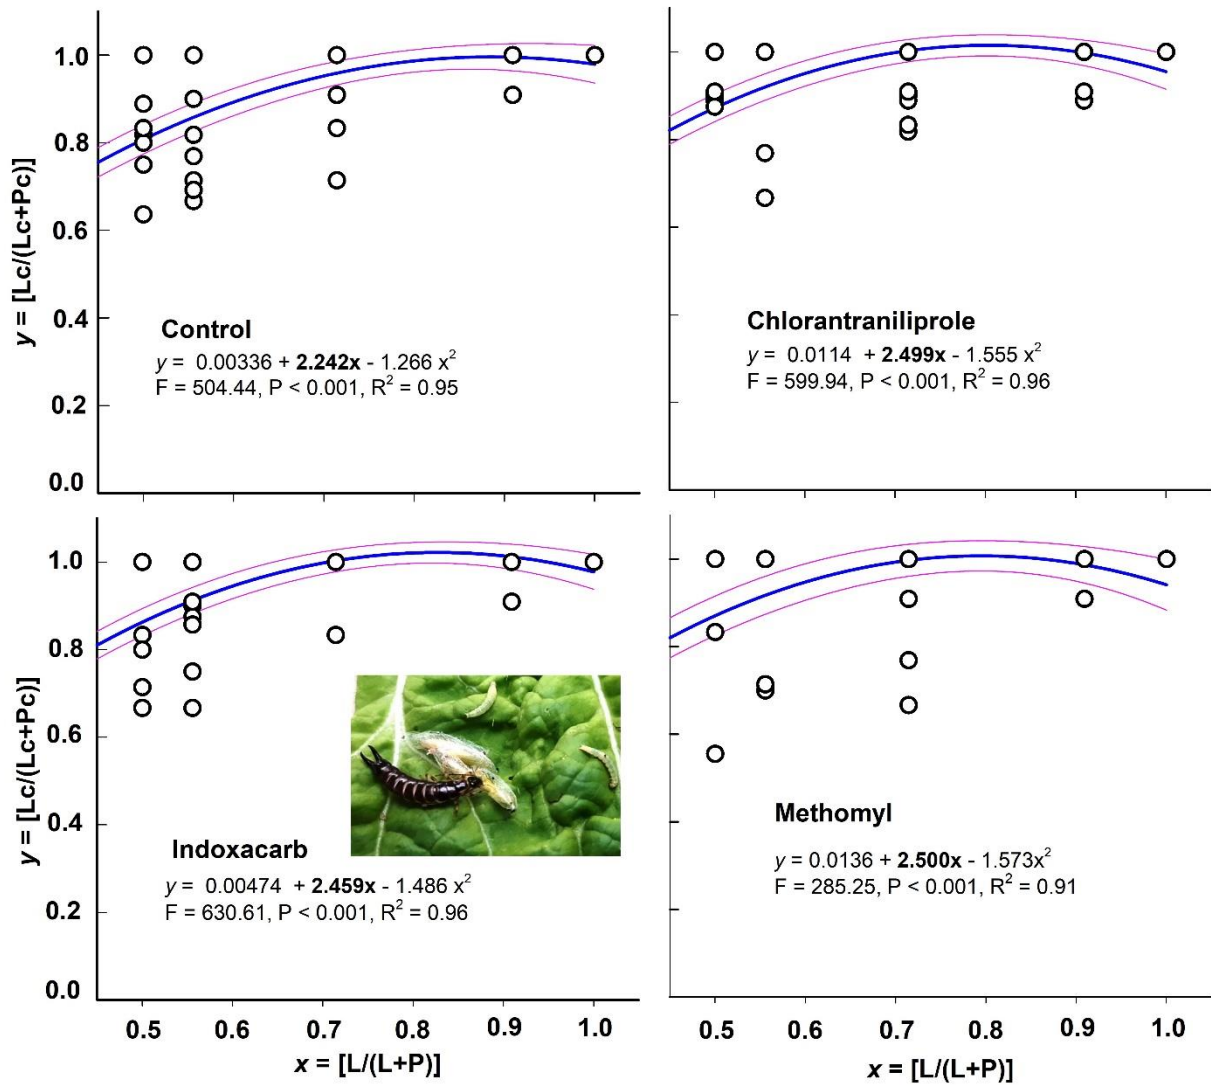 1.0
0.8
0.6
0.4
0.2
0.0
y = [Lc/(Lc+Pc)]
Control
y = 0.00336 + 2.242x - 1.266 x²
F = 504.44, P < 0.001, R² = 0.95
Chlorantraniliprole
y = 0.0114 + 2.499x - 1.555 x²
F = 599.94, P < 0.001, R² = 0.96
1.0
0.8
0.6
0.4
0.2
0.0
y = [Lc/(Lc+Pc)]
Indoxacarb
y = 0.00474 + 2.459x - 1.486 x²
F = 630.61, P < 0.001, R² = 0.96
0.5 0.6 0.7 0.8 0.9 1.0
x = [L/(L+P)]
Methomyl
y = 0.0136 + 2.500x - 1.573x²
F = 285.25, P < 0.001, R² = 0.91
0.5 0.6 0.7 0.8 0.9 1.0
x = [L/(L+P)]